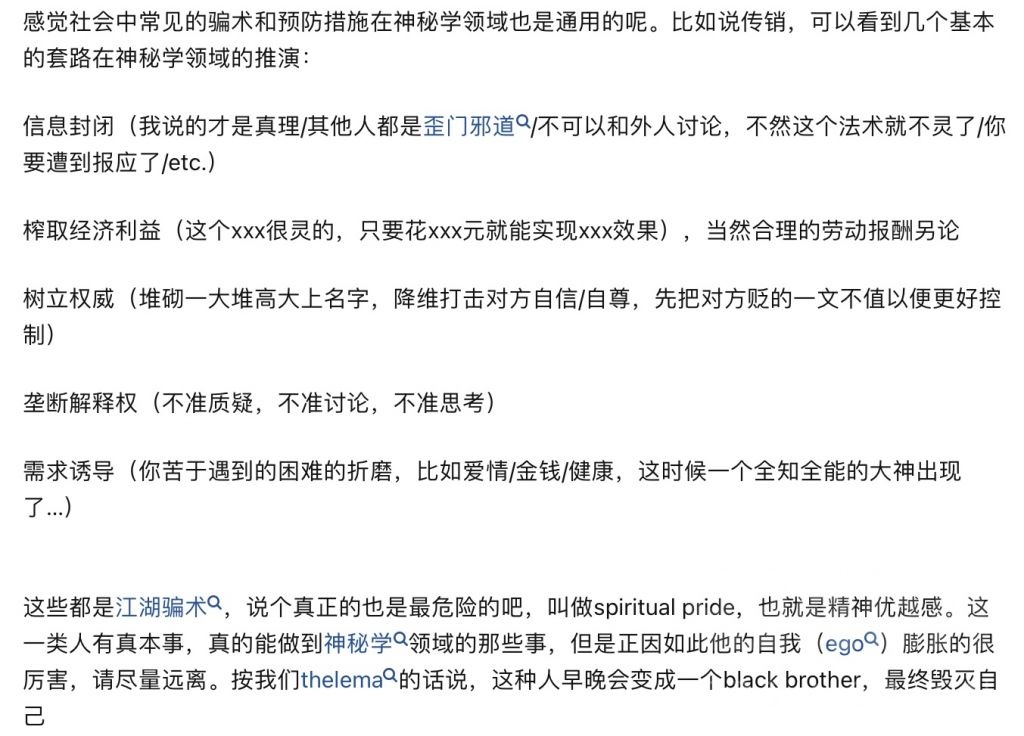 感觉社会中常见的骗术和预防措施在神秘学领域也是通用的呢。比如说传销，可以看到几个基本
的套路在神秘学领域的推演：
信息封闭（我说的才是真理/其他人都是歪门邪道/不可以和外人讨论，不然这个法术就不灵了/你
要遭到报应了/etc.）
榨取经济利益（这个xxx很灵的，只要花xxx元就能实现xxx效果），当然合理的劳动报酬另论
树立权威（堆砌一大堆高大上名字，降维打击对方自信/自尊，先把对方贬的一文不值以便更好控
制）
垄断解释权（不准质疑，不准讨论，不准思考）
需求诱导（你苦于遇到的困难的折磨，比如爱情/金钱/健康，这时候一个全知全能的大神出现
了...）
这些都是江湖骗术，说个真正的也是最危险的吧，叫做spiritual pride，也就是精神优越感。这
一类人有真本事，真的能做到神秘学领域的那些事，但是正因如此他的自我（ego）膨胀的很
厉害，请尽量远离。按我们thelema的话说，这种人早晚会变成一个black brother，最终毁灭自
己